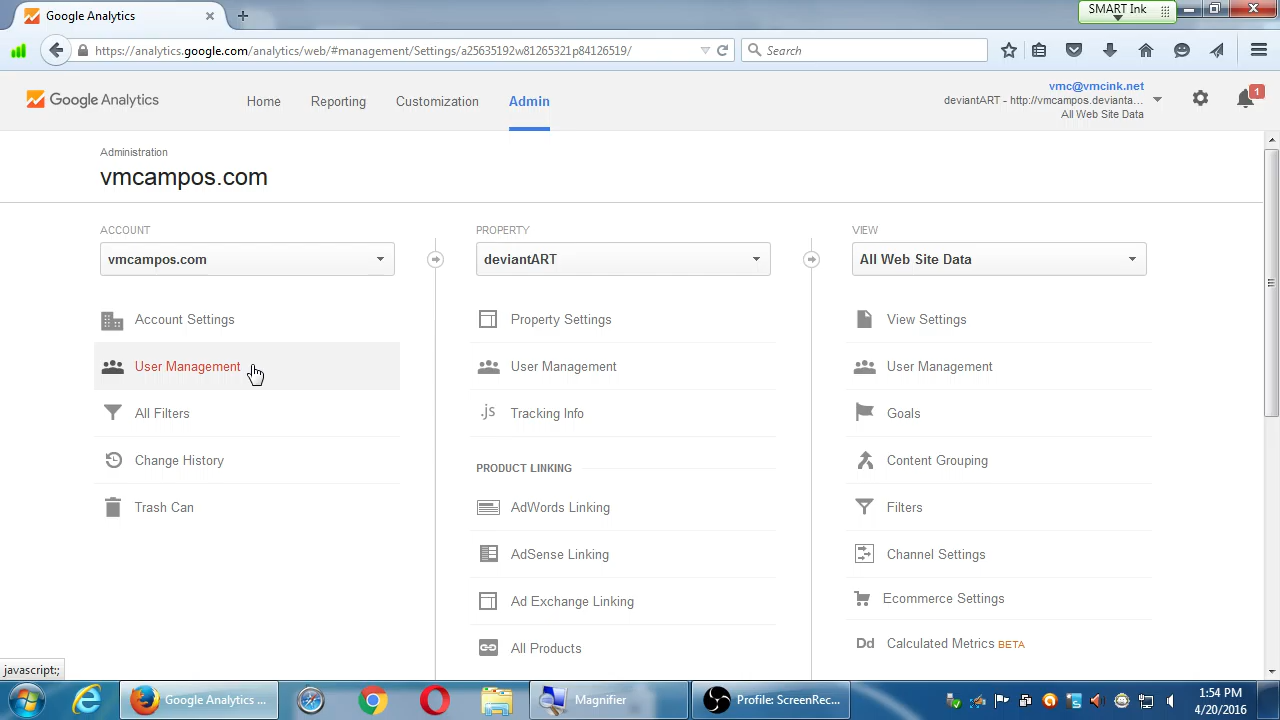 Google Analytics
SMART Ink
https://analytics.google.com/analytics/web/#management/Settings/a25635192w81265321p84126519/
Search
Google Analytics
Home
Reporting
Customization
Admin
vmc@vmcink.net
deviantART - http://vmcampos.devianta...
All Web Site Data
1
Administration
vmcampos.com
ACCOUNT
vmcampos.com
Account Settings
User Management
All Filters
Change History
Trash Can
PROPERTY
deviantART
Property Settings
User Management
.js Tracking Info
PRODUCT LINKING
AdWords Linking
AdSense Linking
Ad Exchange Linking
All Products
VIEW
All Web Site Data
View Settings
User Management
Goals
Content Grouping
Filters
Channel Settings
Ecommerce Settings
Dd Calculated Metrics BETA
javascript:;
Google Analytics ...
Magnifier
Profile: ScreenRec...
1:54 PM
4/20/2016